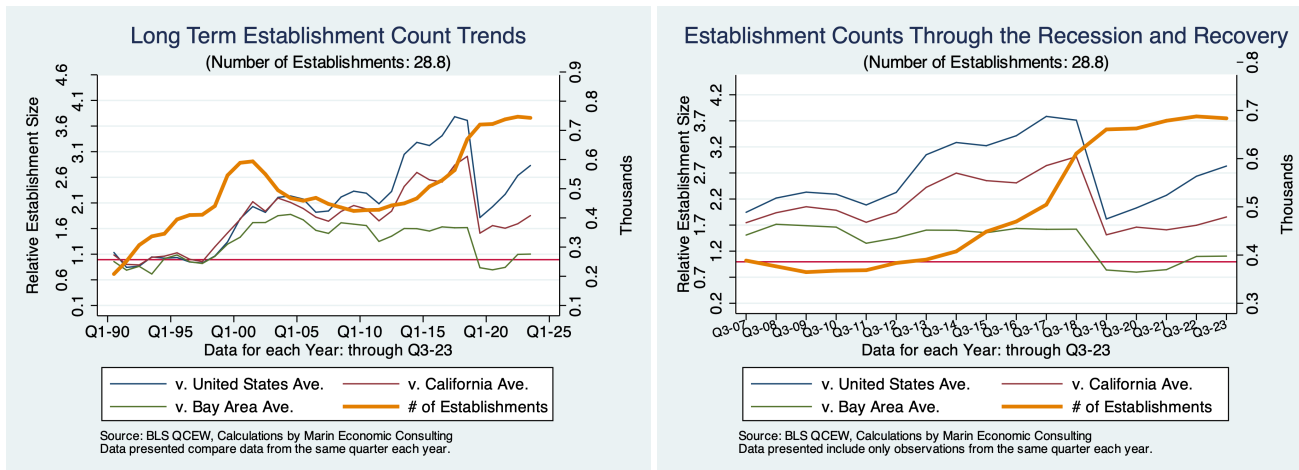 Long Term Establishment Count Trends
(Number of Establishments: 28.8)
Relative Establishment Size
4.6
4.1
3.6
3.1
2.6
2.1
1.6
1.1
0.6
0.1
0.9
0.8
0.7
0.6
0.5
0.4
0.3
0.2
0.1
Thousands
Q1-90 Q1-95 Q1-00 Q1-05 Q1-10 Q1-15 Q1-20 Q1-25
Data for each Year: through Q3-23
v. United States Ave. v. California Ave.
v. Bay Area Ave. # of Establishments
Source: BLS QCEW, Calculations by Marin Economic Consulting
Data presented compare data from the same quarter each year.
Establishment Counts Through the Recession and Recovery
(Number of Establishments: 28.8)
Relative Establishment Size
4.2
3.7
3.2
2.7
2.2
1.7
1.2
0.7
0.2
0.8
0.7
0.6
0.5
0.4
0.3
Thousands
Q3-07 Q3-08 Q3-09 Q3-10 Q3-11 Q3-12 Q3-13 Q3-14 Q3-15 Q3-16 Q3-17 Q3-18 Q3-19 Q3-20 Q3-21 Q3-22 Q3-23
Data for each Year: through Q3-23
v. United States Ave. v. California Ave.
v. Bay Area Ave. # of Establishments
Source: BLS QCEW, Calculations by Marin Economic Consulting
Data presented include only observations from the same quarter each year.